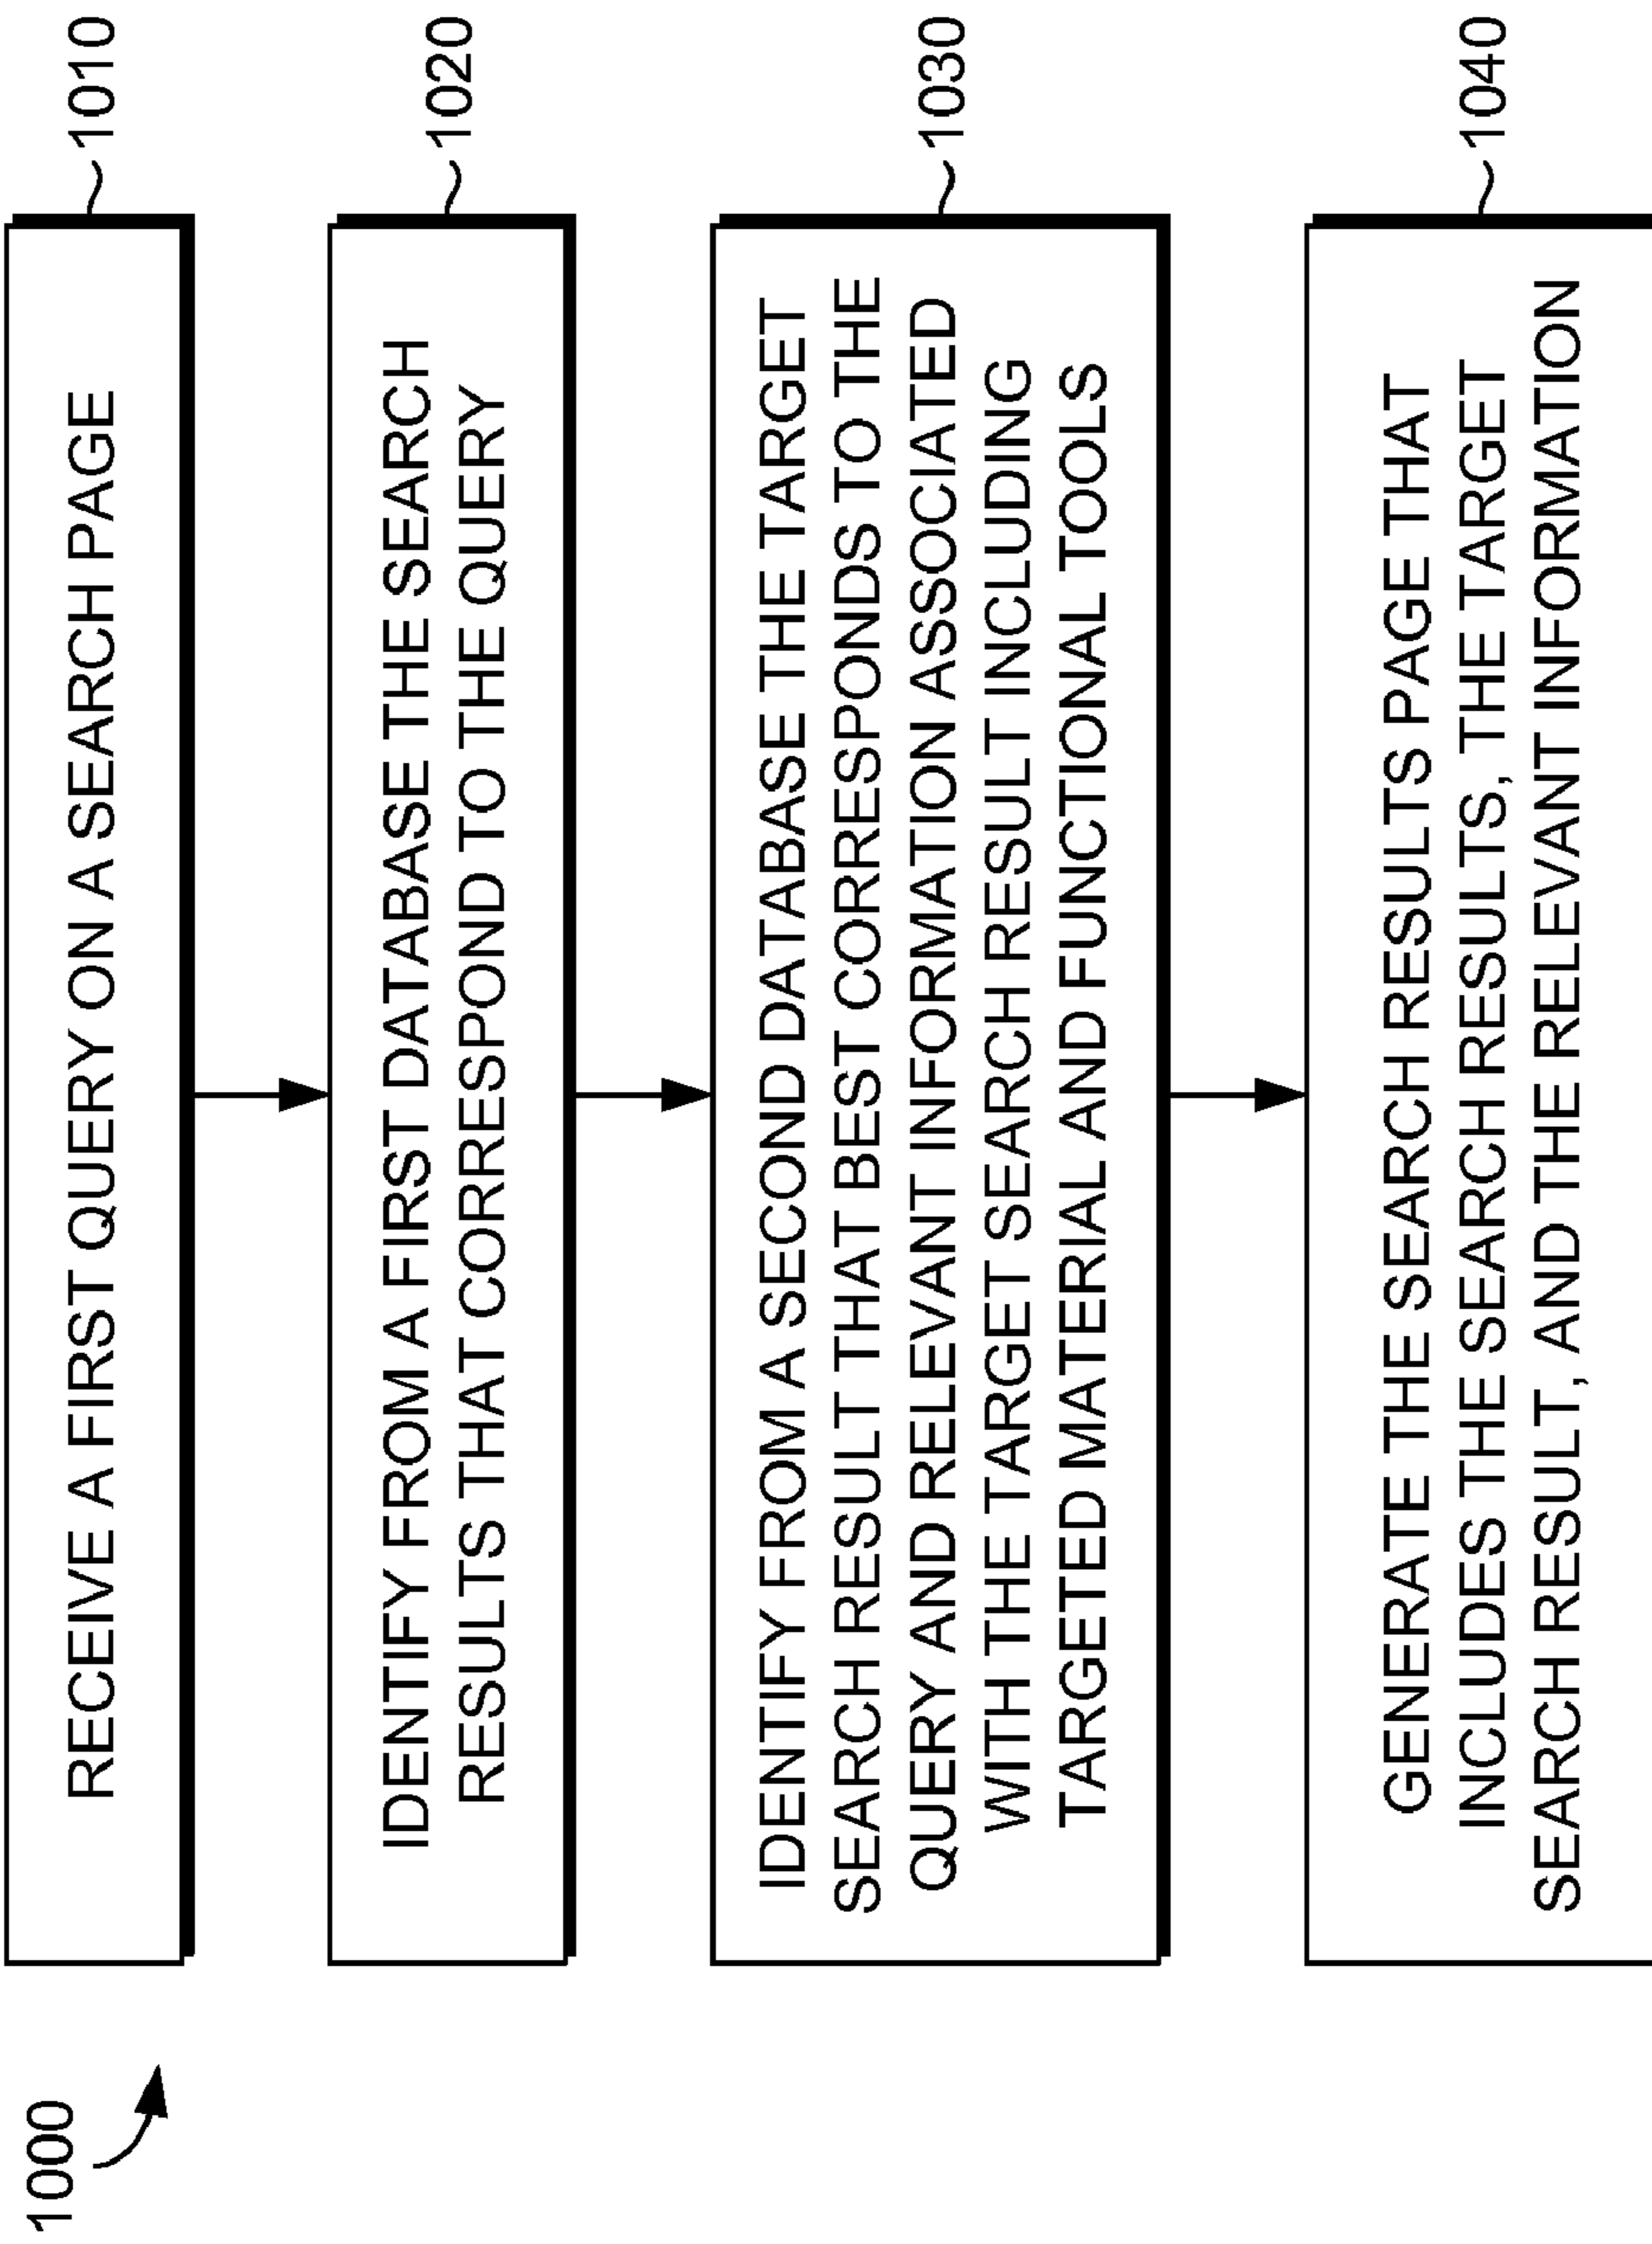 1000
RECEIVE A FIRST QUERY ON A SEARCH PAGE
1010
IDENTIFY FROM A FIRST DATABASE THE SEARCH
RESULTS THAT CORRESPOND TO THE QUERY
1020
IDENTIFY FROM A SECOND DATABASE THE TARGET
SEARCH RESULT THAT BEST CORRESPONDS TO THE
QUERY AND RELEVANT INFORMATION ASSOCIATED
WITH THE TARGET SEARCH RESULT INCLUDING
TARGETED MATERIAL AND FUNCTIONAL TOOLS
1030
GENERATE THE SEARCH RESULTS PAGE THAT
INCLUDES THE SEARCH RESULTS, THE TARGET
SEARCH RESULT, AND THE RELEVANT INFORMATION
1040